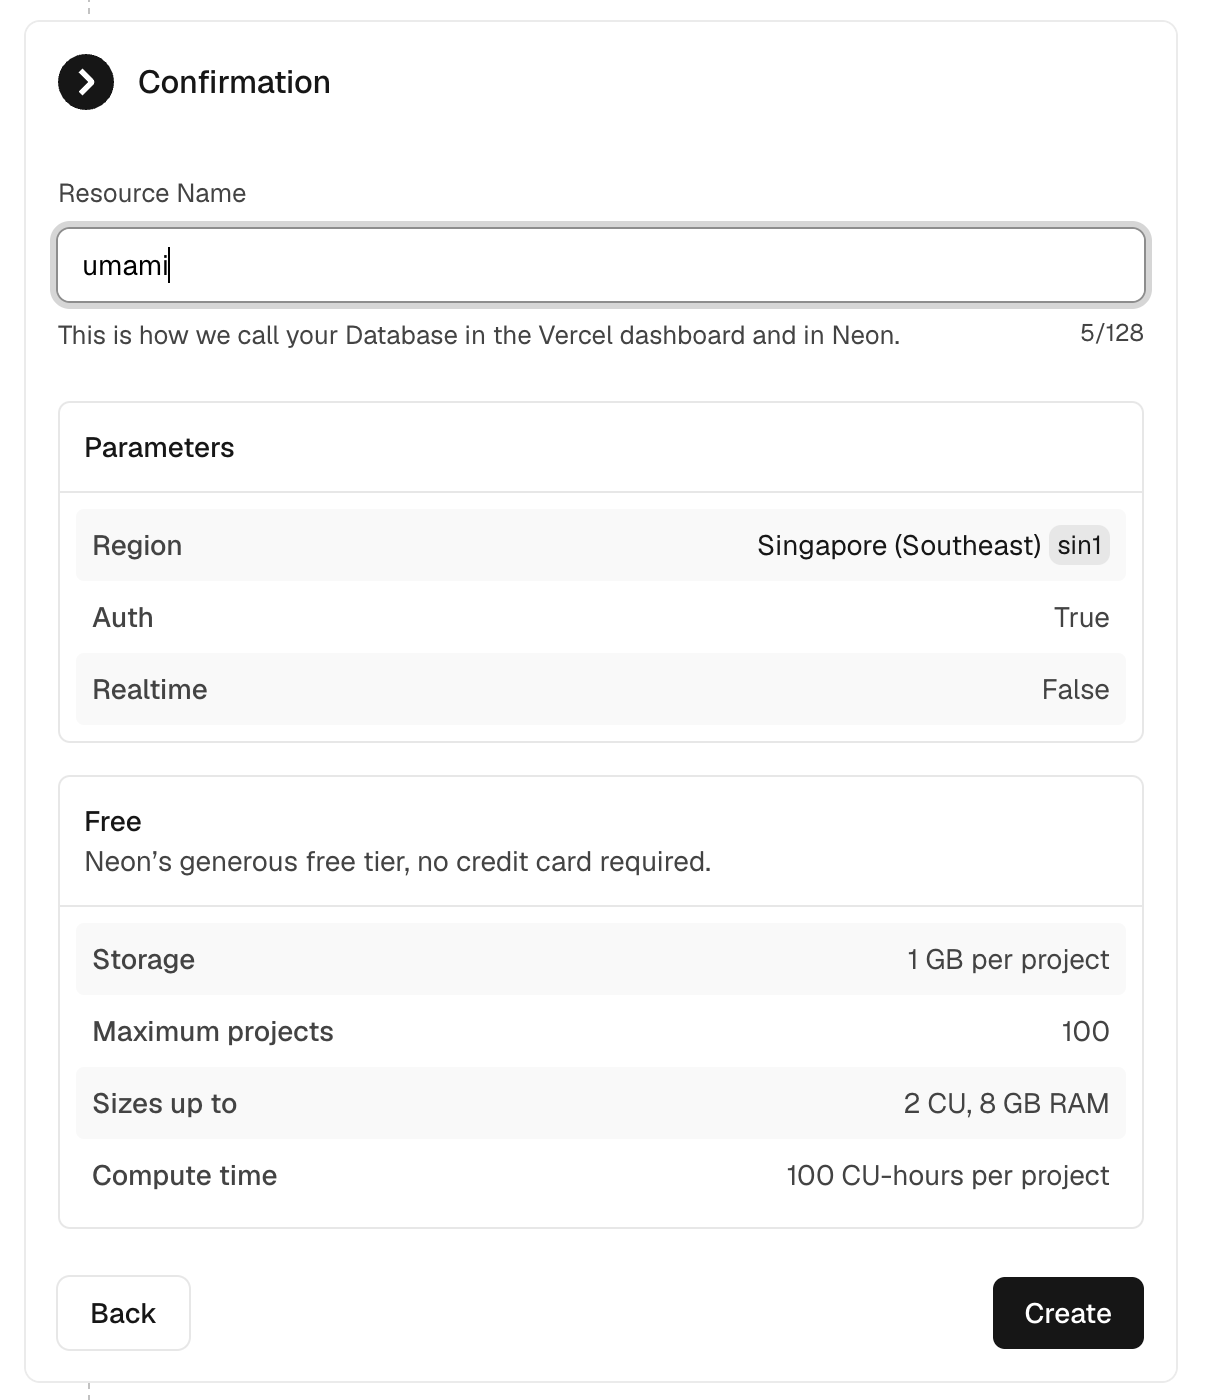 Confirmation
Resource Name
umami
This is how we call your Database in the Vercel dashboard and in Neon.
5/128
Parameters
Region Singapore (Southeast) sin1
Auth True
Realtime False
Free
Neon’s generous free tier, no credit card required.
Storage 1 GB per project
Maximum projects 100
Sizes up to 2 CU, 8 GB RAM
Compute time 100 CU-hours per project
Back Create